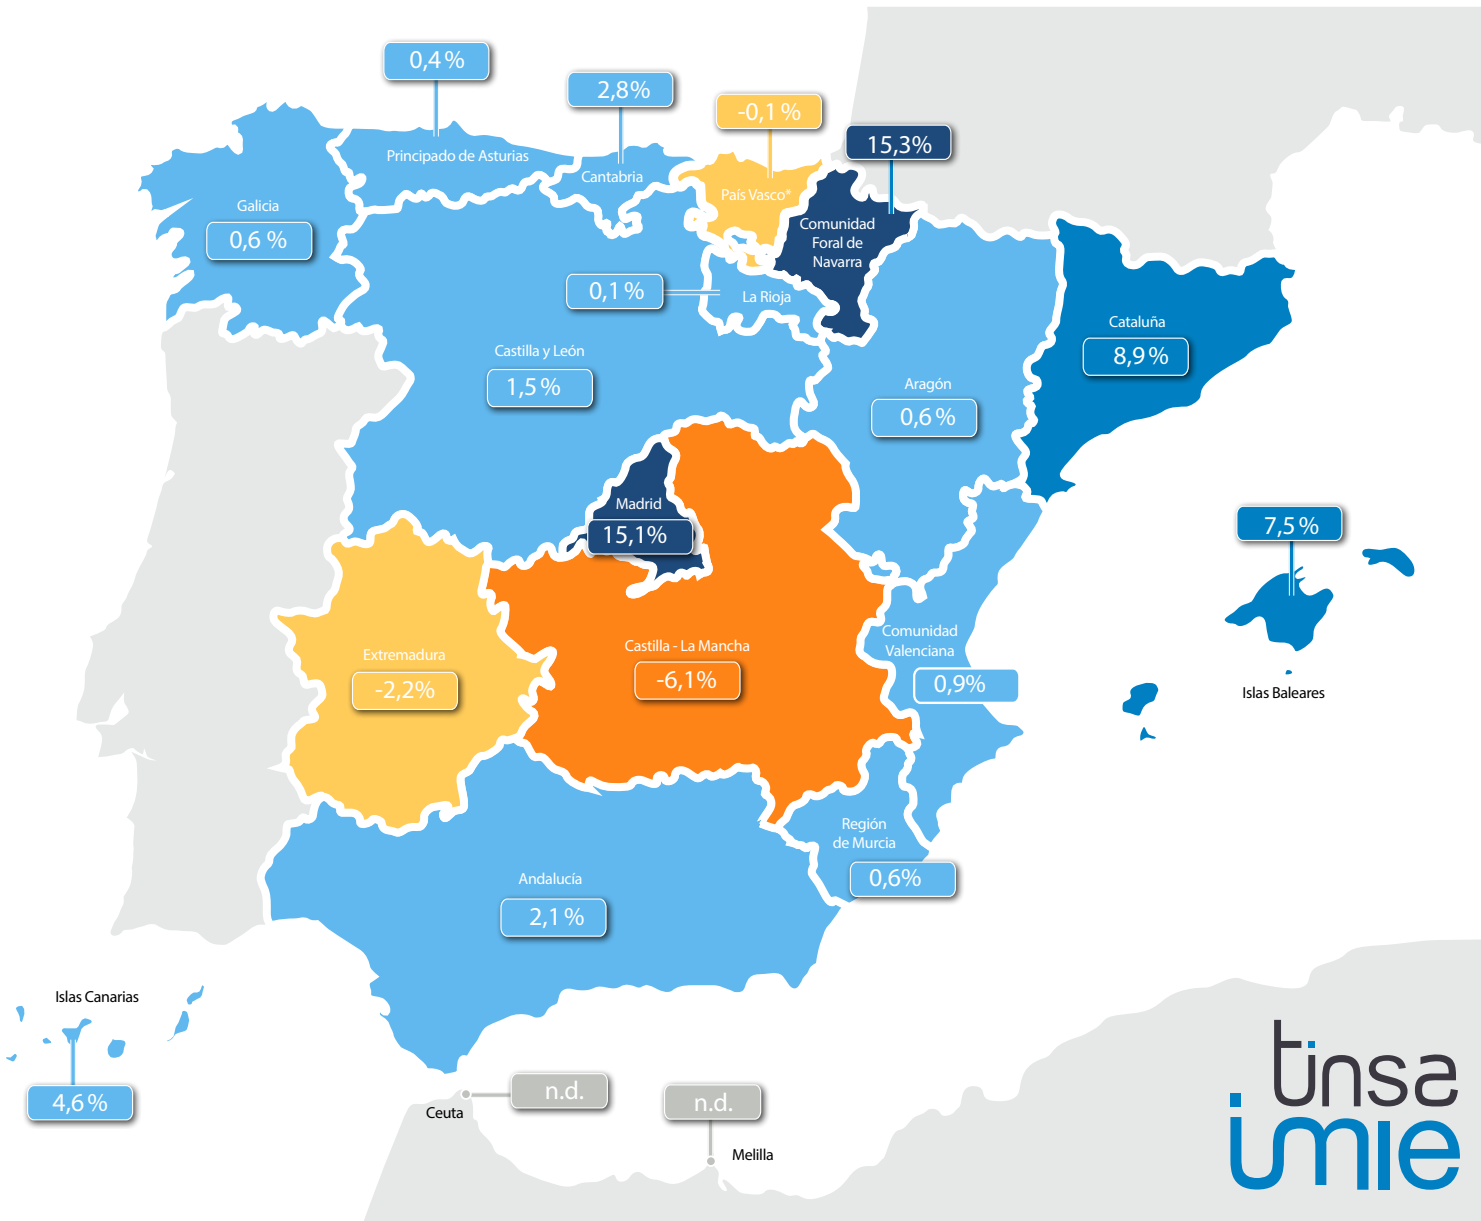 0,4 %
2,8%
-0,1 %
15,3%
Principado de Asturias
Cantabria
País Vasco*
Galicia
0,6 %
Comunidad
Foral de
Navarra
0,1 %
La Rioja
Cataluña
8,9 %
Castilla y León
1,5 %
Aragón
0,6 %
Madrid
15,1%
7,5 %
Islas Baleares
Comunidad
Valenciana
0,9%
Extremadura
-2,2%
Castilla - La Mancha
-6,1%
Región
de Murcia
0,6%
Andalucía
2,1 %
Islas Canarias
4,6 %
Ceuta
n.d.
n.d.
Melilla
tinsa
imie